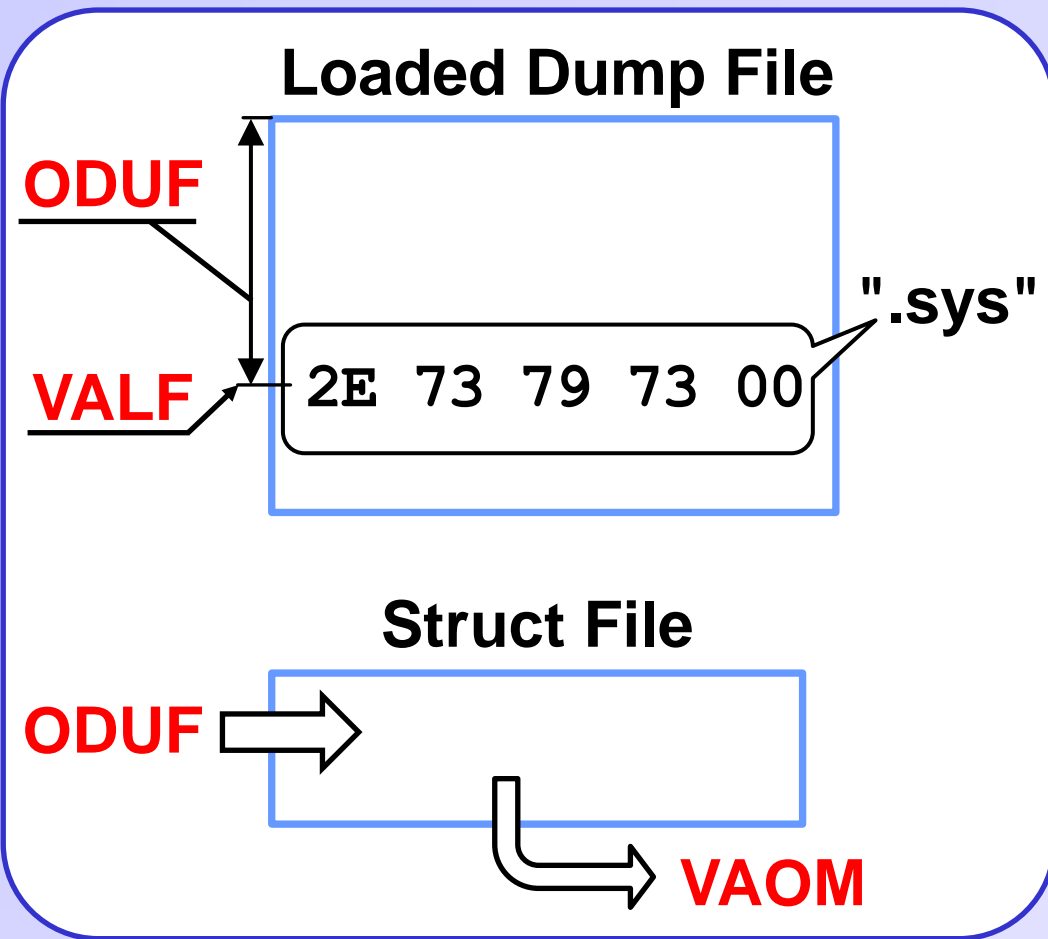 Loaded Dump File
ODUF
".sys"
VALF
2E 73 79 73 00
Struct File
ODUF
VAOM